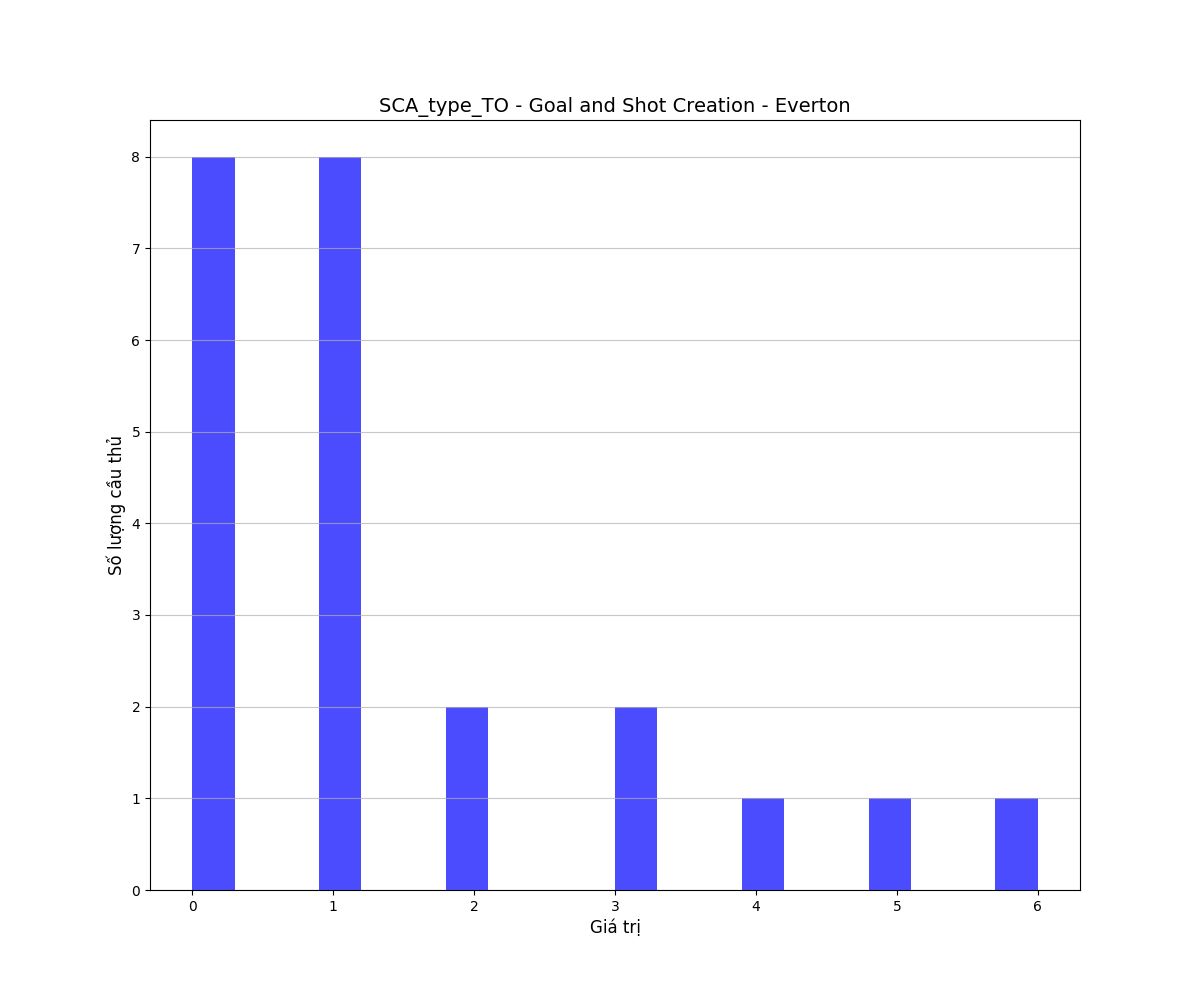 SCA_type_TO - Goal and Shot Creation - Everton
Số lượng cầu thủ
8
7
6
5
4
3
2
1
0
0 1 2 3 4 5 6
Giá trị